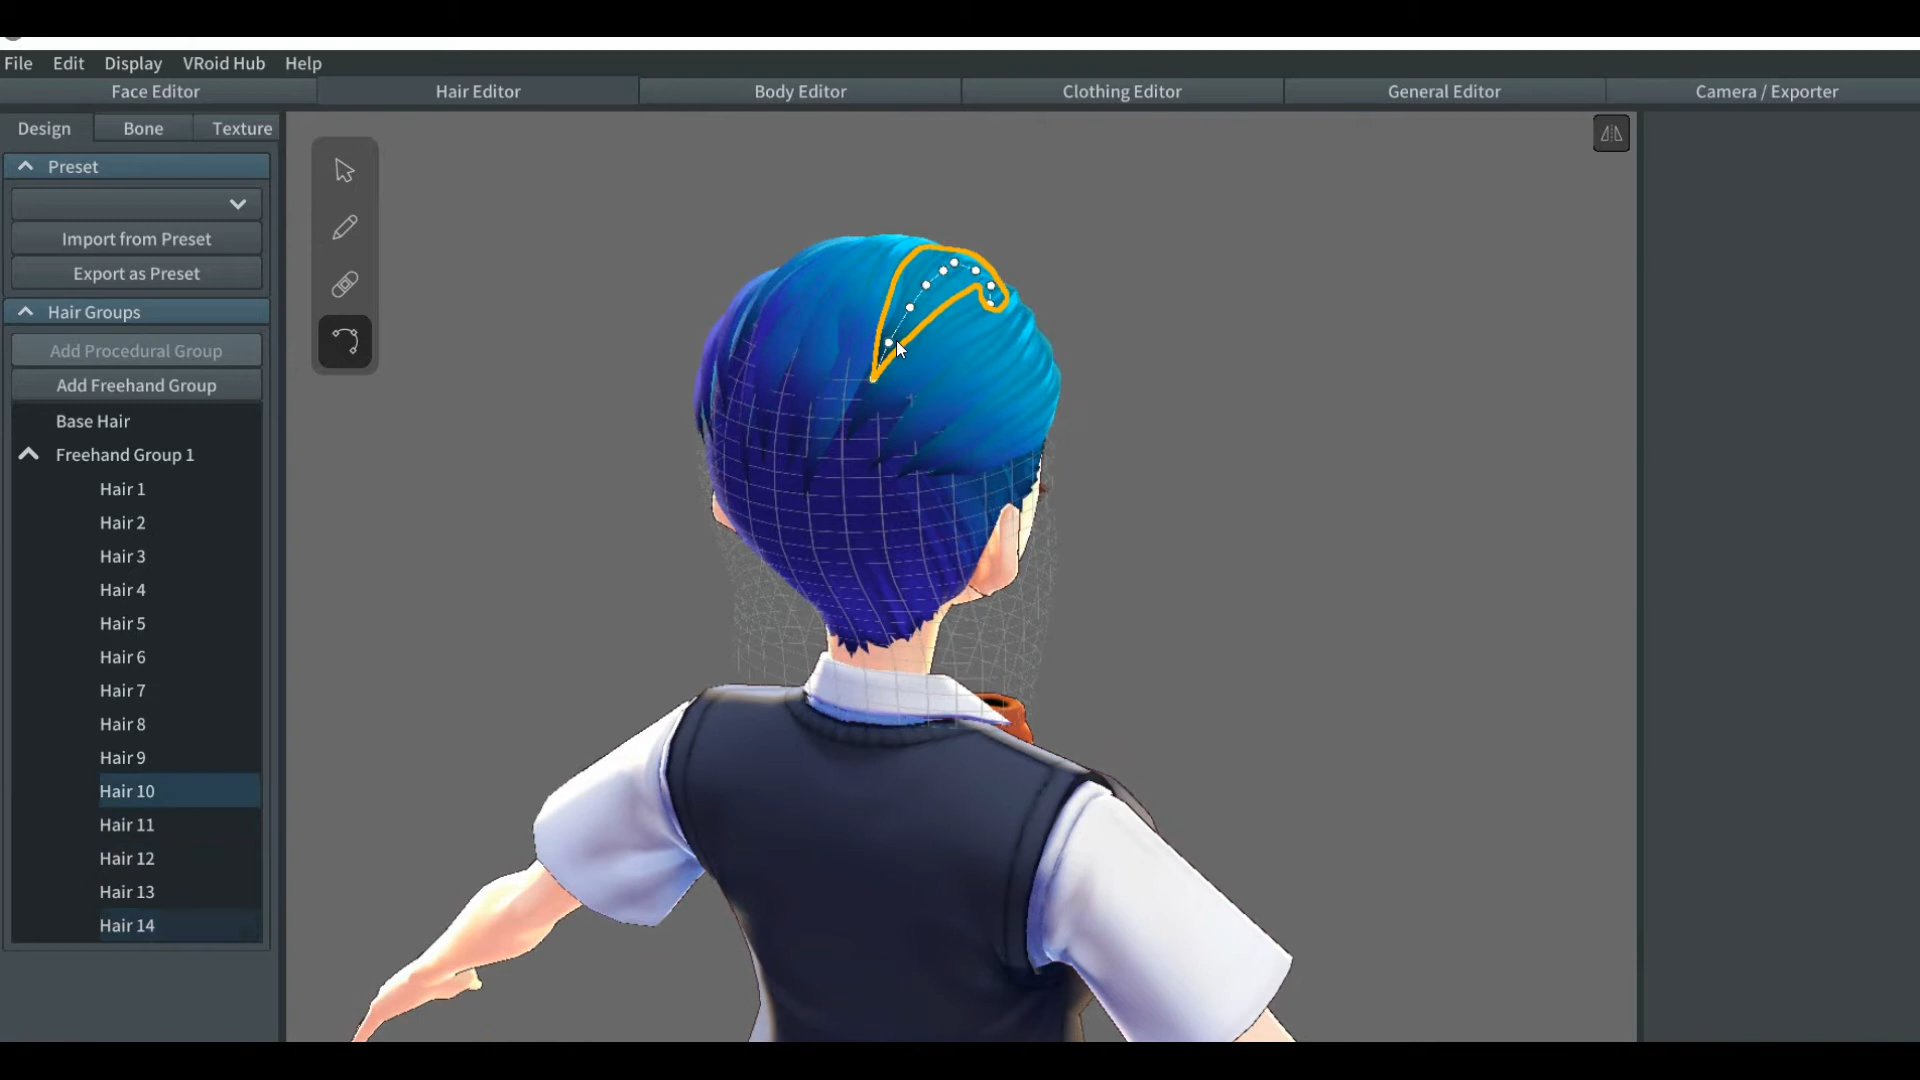 File Edit Display VRoid Hub Help
Face Editor Hair Editor Body Editor Clothing Editor General Editor Camera / Exporter
Design Bone Texture
Preset
Import from Preset
Export as Preset
Hair Groups
Add Procedural Group
Add Freehand Group
Base Hair
Freehand Group 1
Hair 1
Hair 2
Hair 3
Hair 4
Hair 5
Hair 6
Hair 7
Hair 8
Hair 9
Hair 10
Hair 11
Hair 12
Hair 13
Hair 14